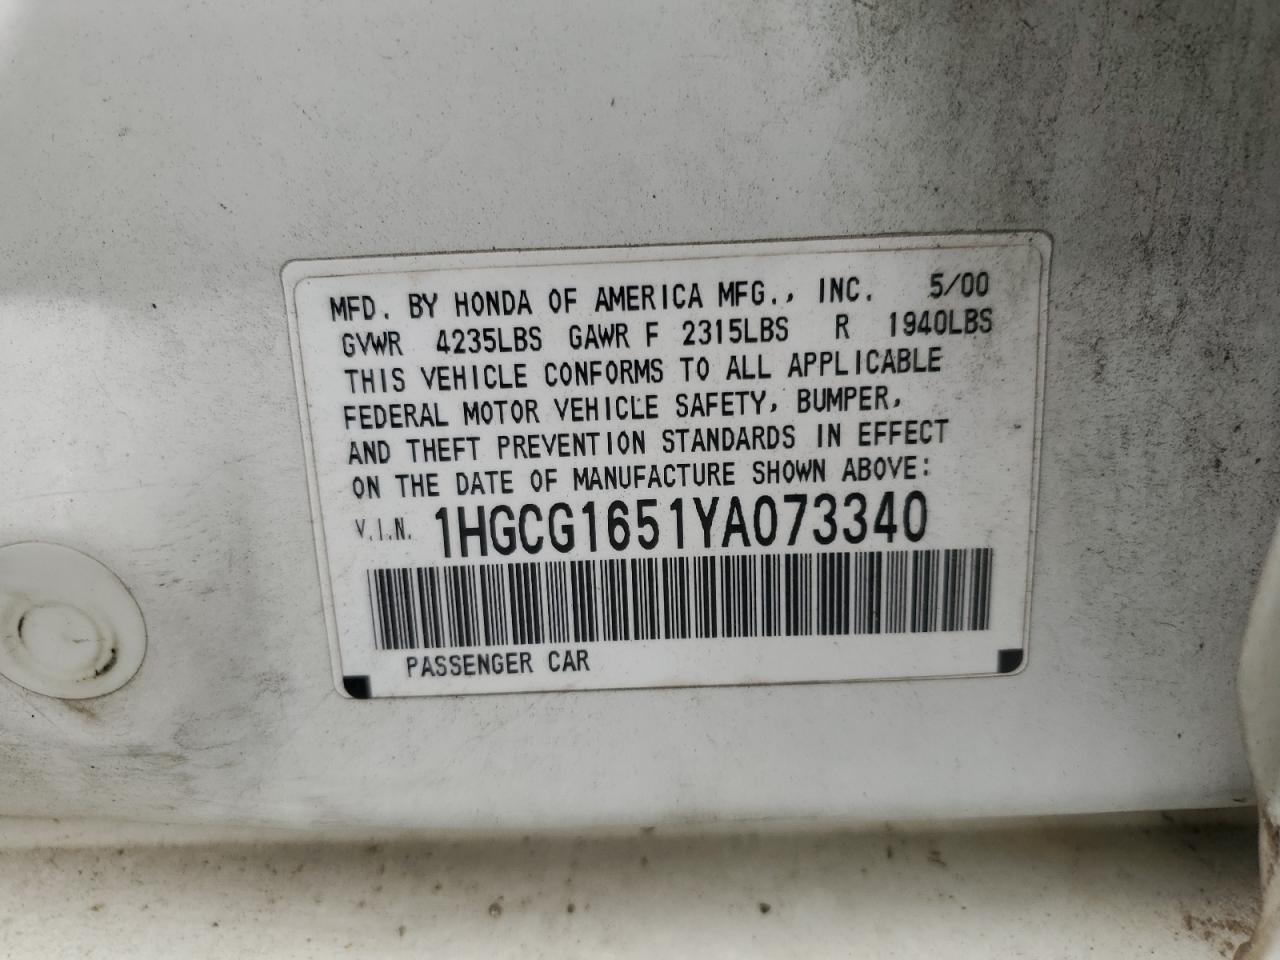 MFD. BY HONDA OF AMERICA MFG., INC. 5/00
GVWR 4235LBS GAWR F 2315LBS R 1940LBS
THIS VEHICLE CONFORMS TO ALL APPLICABLE
FEDERAL MOTOR VEHICLE SAFETY, BUMPER,
AND THEFT PREVENTION STANDARDS IN EFFECT
ON THE DATE OF MANUFACTURE SHOWN ABOVE:
V.I.N. 1HGCG1651YA073340
PASSENGER CAR